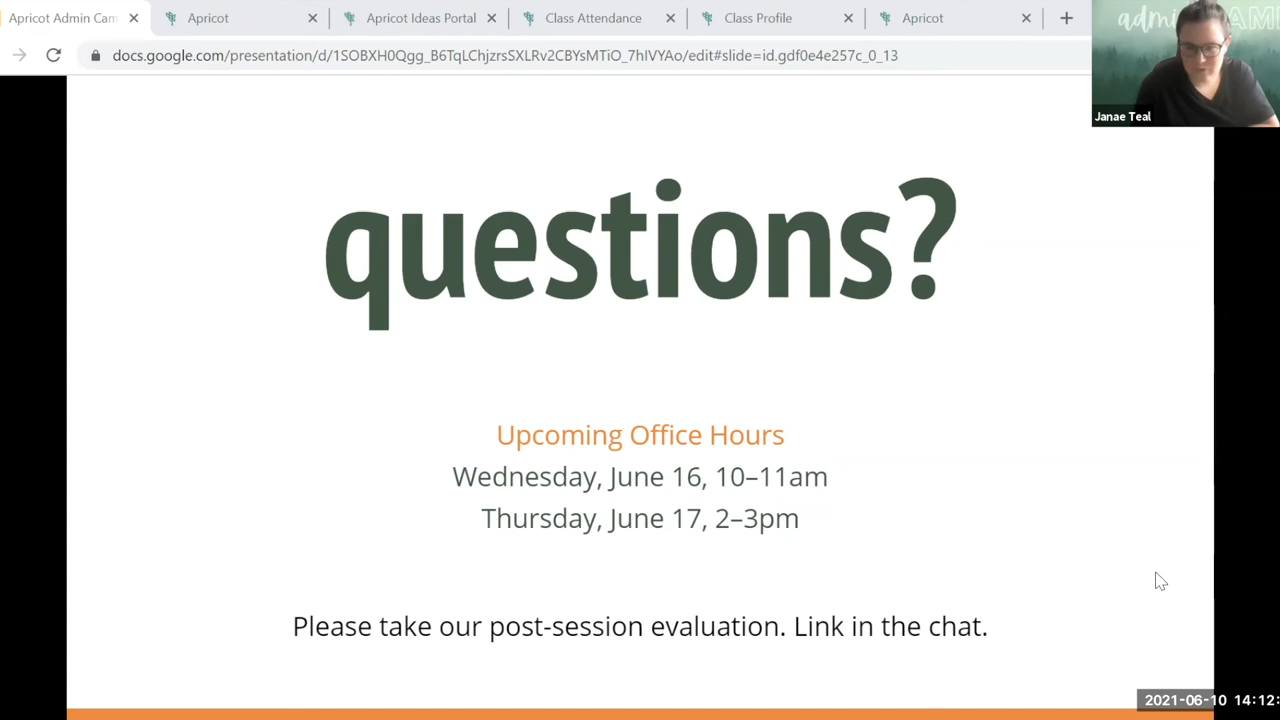 Apricot Admin Cam
Apricot
Apricot Ideas Portal
Class Attendance
Class Profile
Apricot
docs.google.com/presentation/d/1SOBXH0Qgg_B6TqLChjzrsSXLRv2CBYsMTiO_7hIVYAo/edit#slide=id.gdf0e4e257c_0_13
Janae Teal
questions?
Upcoming Office Hours
Wednesday, June 16, 10–11am
Thursday, June 17, 2–3pm
Please take our post-session evaluation. Link in the chat.
2021-06-10 14:12: